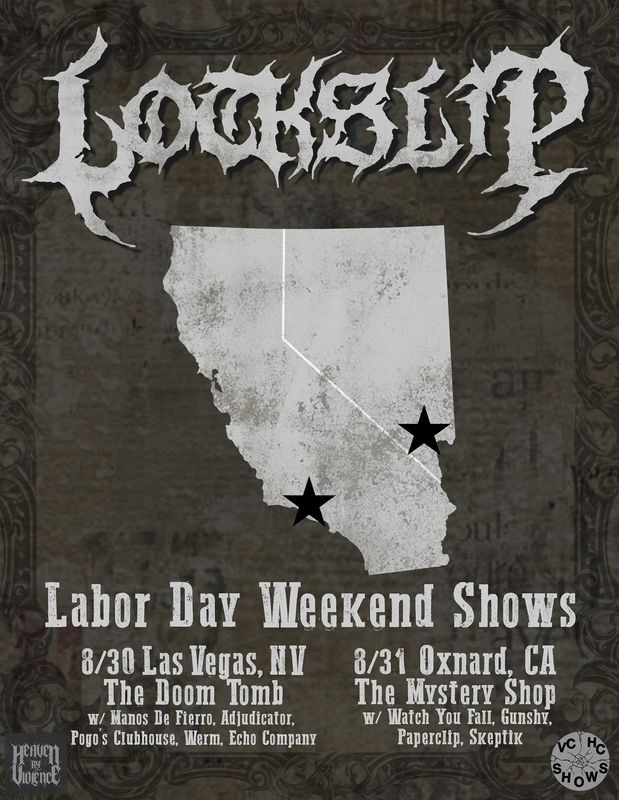 Lockslip
Labor Day Weekend Shows
8/30 Las Vegas, NV
The Doom Tomb
w/ Manos De Fierro, Adjudicator,
Pogo's Clubhouse, Werm, Echo Company
8/31 Oxnard, CA
The Mystery Shop
w/ Watch You Fall, Gunshy,
Paperclip, Skeptik
Heaven
by
Violence
VC HC
SHOWS